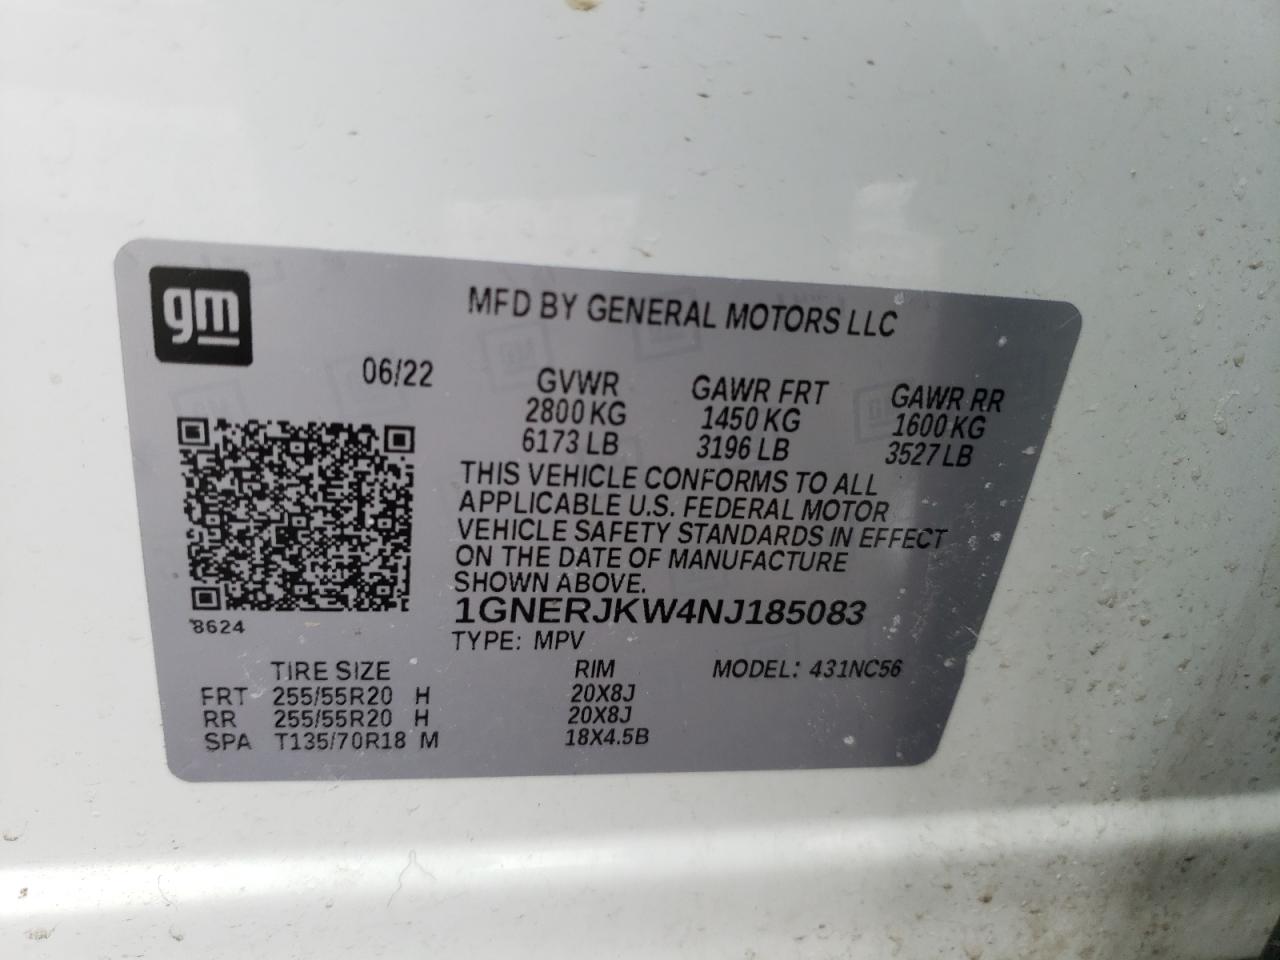 gm
MFD BY GENERAL MOTORS LLC
06/22
GVWR GAWR FRT GAWR RR
2800 KG 1450 KG 1600 KG
6173 LB 3196 LB 3527 LB
THIS VEHICLE CONFORMS TO ALL
APPLICABLE U.S. FEDERAL MOTOR
VEHICLE SAFETY STANDARDS IN EFFECT
ON THE DATE OF MANUFACTURE
SHOWN ABOVE.
1GNERJKW4NJ185083
8624
TYPE: MPV
TIRE SIZE RIM MODEL: 431NC56
FRT 255/55R20 H 20X8J
RR 255/55R20 H 20X8J
SPA T135/70R18 M 18X4.5B